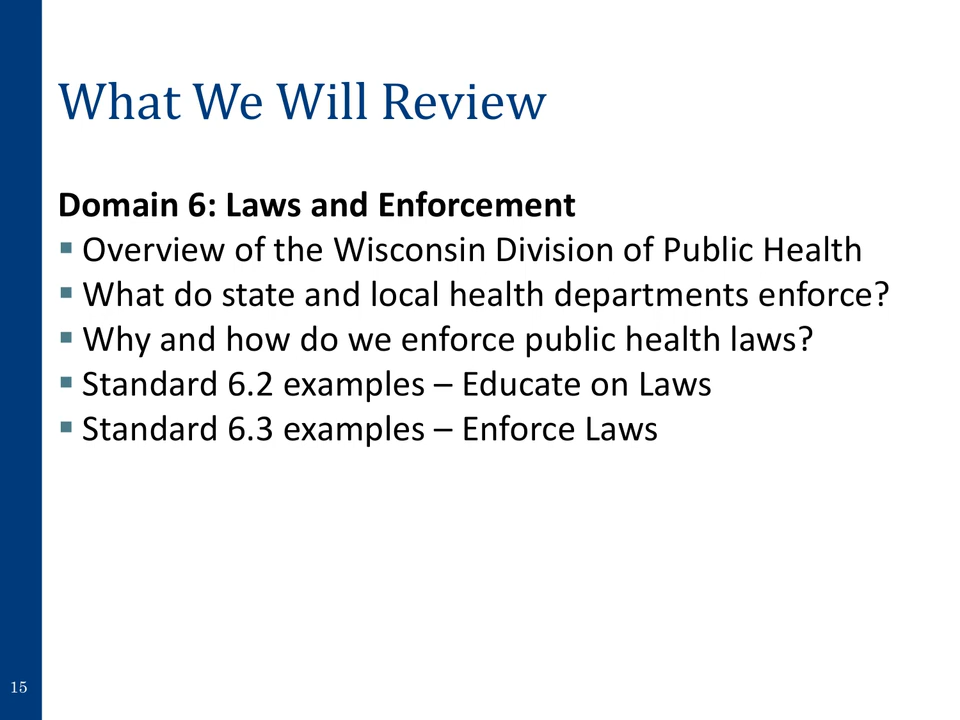 What We Will Review
Domain 6: Laws and Enforcement
▪ Overview of the Wisconsin Division of Public Health
▪ What do state and local health departments enforce?
▪ Why and how do we enforce public health laws?
▪ Standard 6.2 examples – Educate on Laws
▪ Standard 6.3 examples – Enforce Laws
15